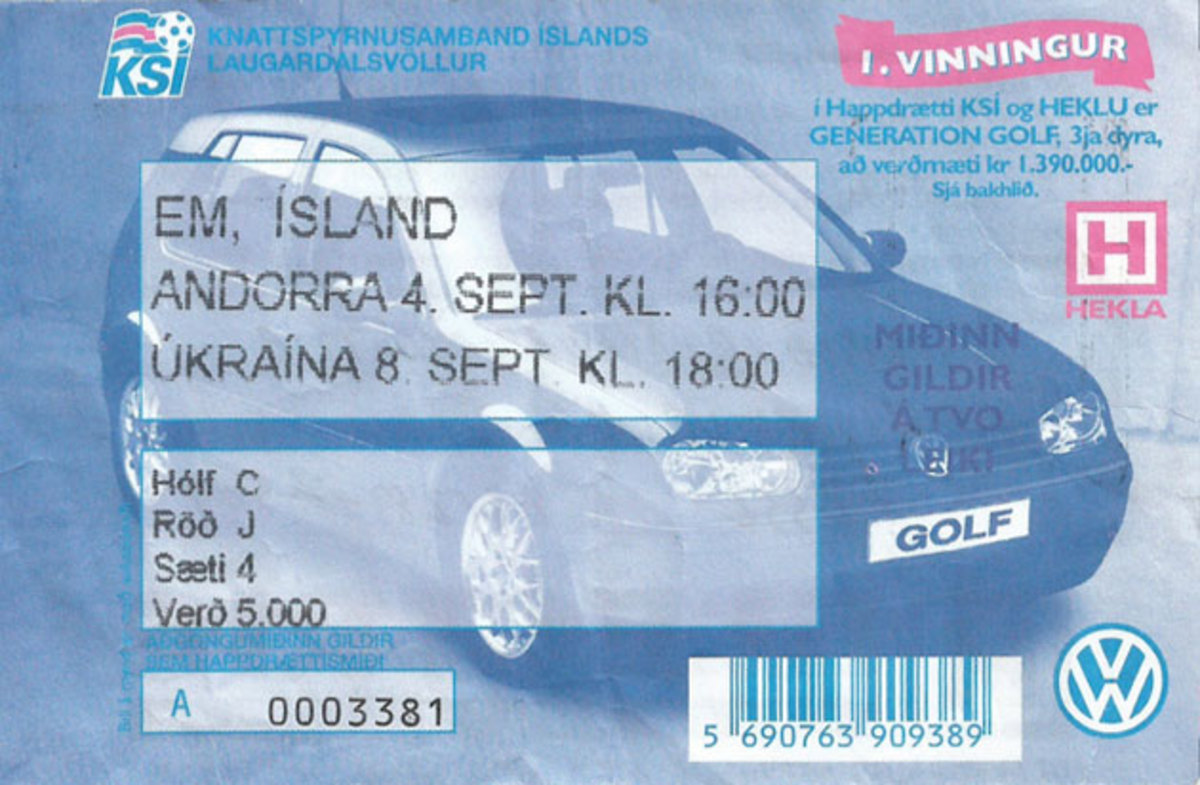 KSÍ
KNATTSPYRNUSAMBAND ÍSLANDS
LAUGARDALSVÖLLUR
1. VINNINGUR
í Happdrætti KSÍ og HEKLU er
GENERATION GOLF, 3ja dyra,
að verðmæti kr 1.390.000.-
Sjá bakhlið.
H
HEKLA
EM, ÍSLAND
ANDORRA 4. SEPT. KL. 16:00
ÚKRAÍNA 8. SEPT. KL. 18:00
MIÐINN
GILDIR
Á TVO
LEIKI
Hólf C
Röð J
Sæti 4
Verð 5.000
GOLF
AÐGÖNGUMIÐINN GILDIR
SEM HAPPDRÆTTISMIÐI
A 0003381
5 690763 909389